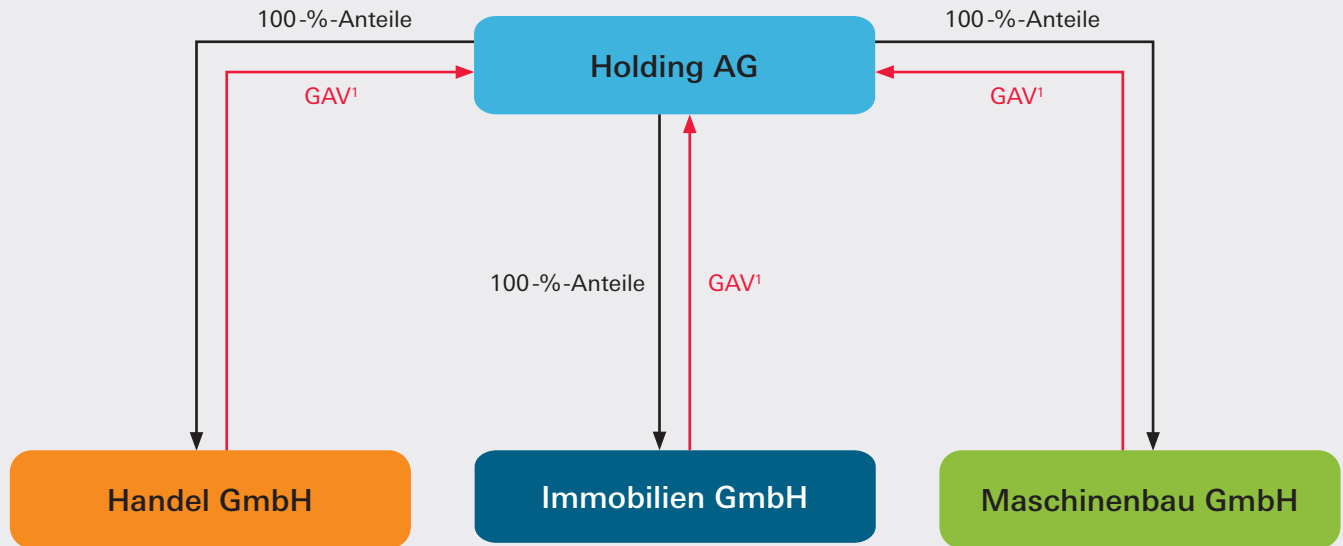 100-%-Anteile
100-%-Anteile
Holding AG
GAV¹
GAV¹
100-%-Anteile
GAV¹
Handel GmbH
Immobilien GmbH
Maschinenbau GmbH